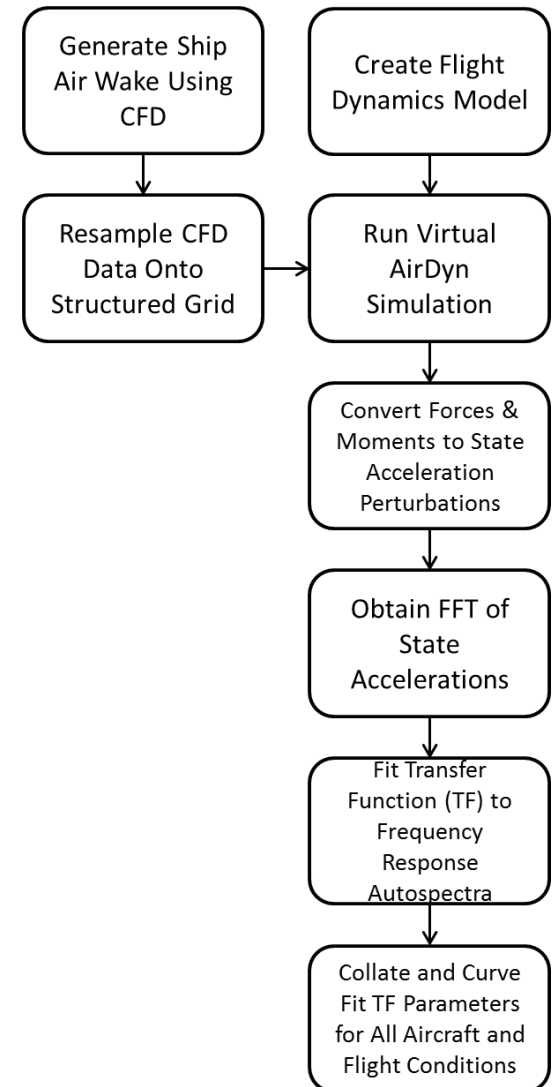 Generate Ship
Air Wake Using
CFD
Create Flight
Dynamics Model
Resample CFD
Data Onto
Structured Grid
Run Virtual
AirDyn
Simulation
Convert Forces &
Moments to State
Acceleration
Perturbations
Obtain FFT of
State
Accelerations
Fit Transfer
Function (TF) to
Frequency
Response
Autospectra
Collate and Curve
Fit TF Parameters
for All Aircraft and
Flight Conditions